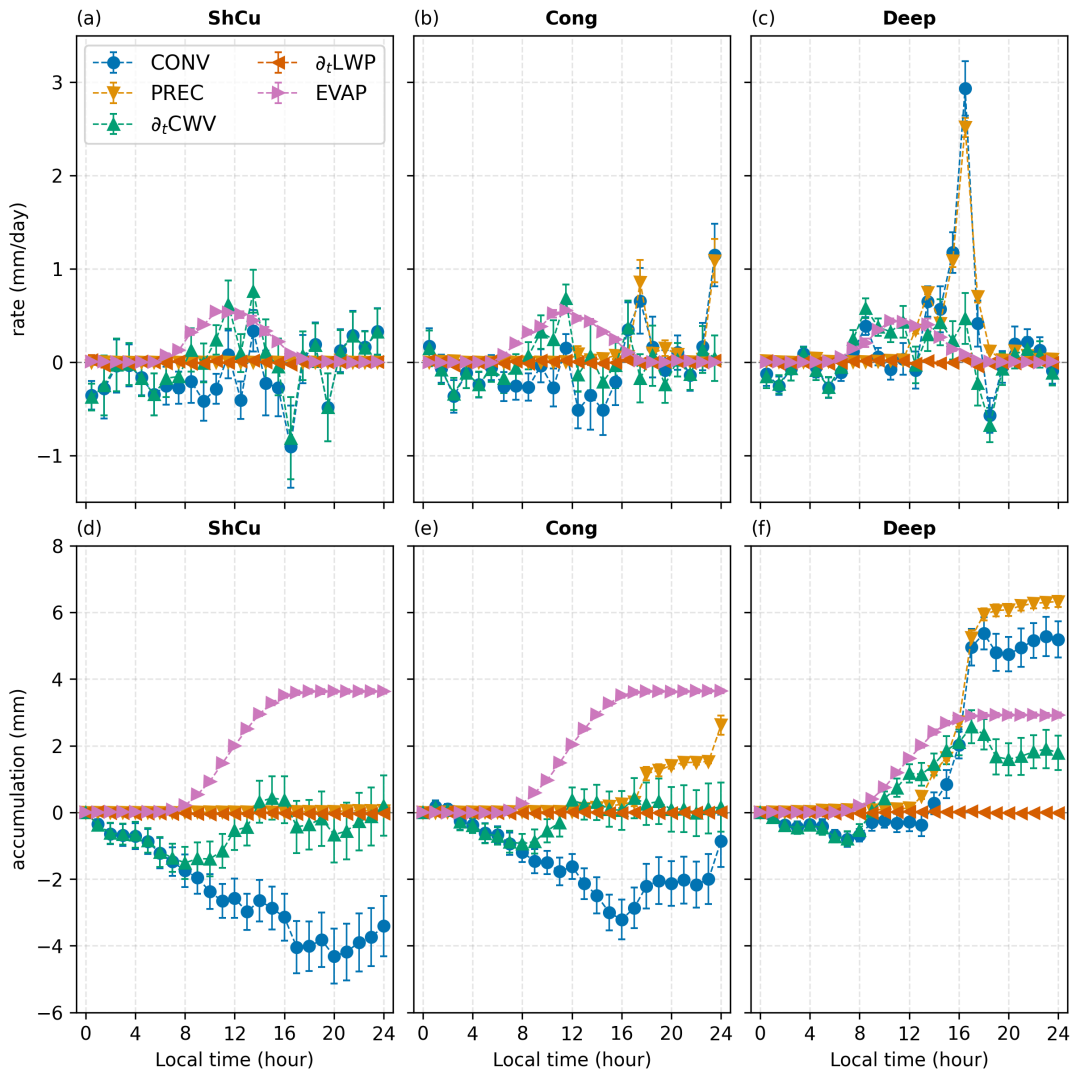 (a) ShCu (b) Cong (c) Deep
CONV ∂tLWP
PREC EVAP
∂tCWV
rate (mm/day)
3
2
1
0
−1
(d) ShCu (e) Cong (f) Deep
accumulation (mm)
8
6
4
2
0
−2
−4
−6
0 4 8 12 16 20 24 0 4 8 12 16 20 24 0 4 8 12 16 20 24
Local time (hour) Local time (hour) Local time (hour)